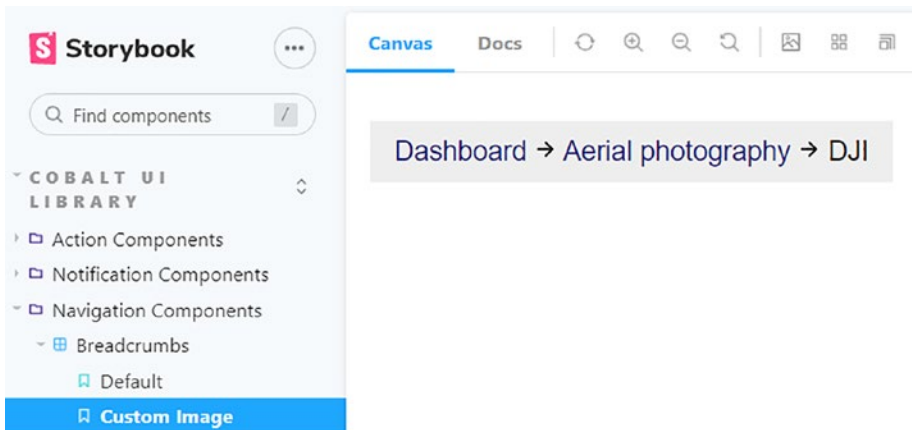 Storybook
Find components /
COBALT UI
LIBRARY
Action Components
Notification Components
Navigation Components
Breadcrumbs
Default
Custom Image
Canvas Docs
Dashboard → Aerial photography → DJI